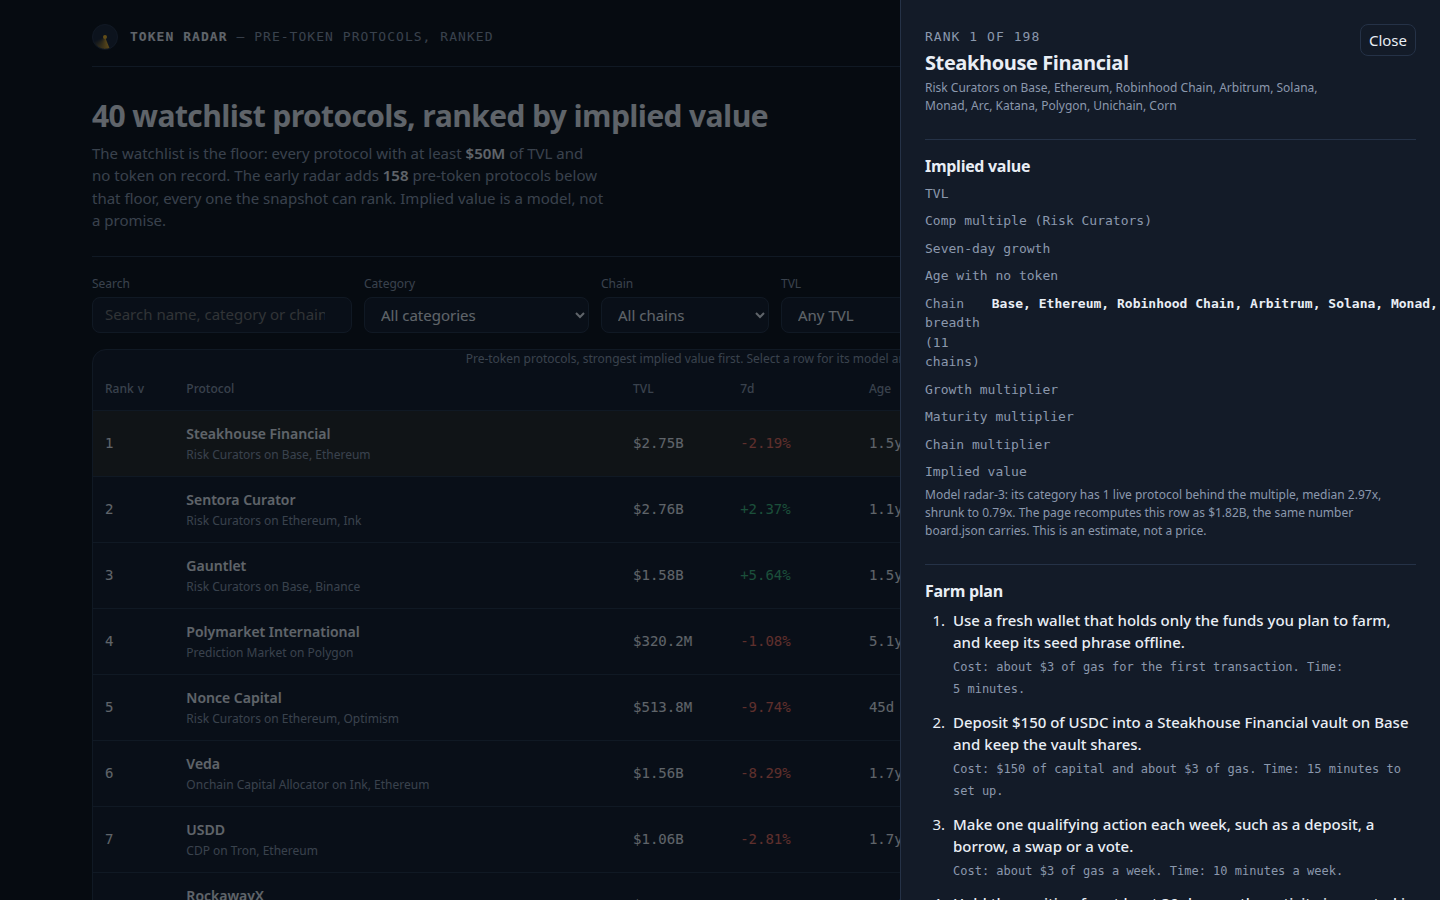 TOKEN RADAR — PRE-TOKEN PROTOCOLS, RANKED
40 watchlist protocols, ranked by implied value
The watchlist is the floor: every protocol with at least $50M of TVL and
no token on record. The early radar adds 158 pre-token protocols below
that floor, every one the snapshot can rank. Implied value is a model, not
a promise.
Search Category Chain TVL
Search name, category or chain All categories All chains Any TVL
Pre-token protocols, strongest implied value first. Select a row for its model
Rank v Protocol TVL 7d Age
1 Steakhouse Financial $2.75B -2.19% 1.5y
Risk Curators on Base, Ethereum
2 Sentora Curator $2.76B +2.37% 1.1y
Risk Curators on Ethereum, Ink
3 Gauntlet $1.58B +5.64% 1.5y
Risk Curators on Base, Binance
4 Polymarket International $320.2M -1.08% 5.1y
Prediction Market on Polygon
5 Nonce Capital $513.8M -9.74% 45d
Risk Curators on Ethereum, Optimism
6 Veda $1.56B -8.29% 1.7y
Onchain Capital Allocator on Ink, Ethereum
7 USDD $1.06B -2.81% 1.7y
CDP on Tron, Ethereum
RockawayX
RANK 1 OF 198
Close
Steakhouse Financial
Risk Curators on Base, Ethereum, Robinhood Chain, Arbitrum, Solana,
Monad, Arc, Katana, Polygon, Unichain, Corn
Implied value
TVL
Comp multiple (Risk Curators)
Seven-day growth
Age with no token
Chain Base, Ethereum, Robinhood Chain, Arbitrum, Solana, Monad,
breadth
(11
chains)
Growth multiplier
Maturity multiplier
Chain multiplier
Implied value
Model radar-3: its category has 1 live protocol behind the multiple, median 2.97x,
shrunk to 0.79x. The page recomputes this row as $1.82B, the same number
board.json carries. This is an estimate, not a price.
Farm plan
1. Use a fresh wallet that holds only the funds you plan to farm,
and keep its seed phrase offline.
Cost: about $3 of gas for the first transaction. Time:
5 minutes.
2. Deposit $150 of USDC into a Steakhouse Financial vault on Base
and keep the vault shares.
Cost: $150 of capital and about $3 of gas. Time: 15 minutes to
set up.
3. Make one qualifying action each week, such as a deposit, a
borrow, a swap or a vote.
Cost: about $3 of gas a week. Time: 10 minutes a week.